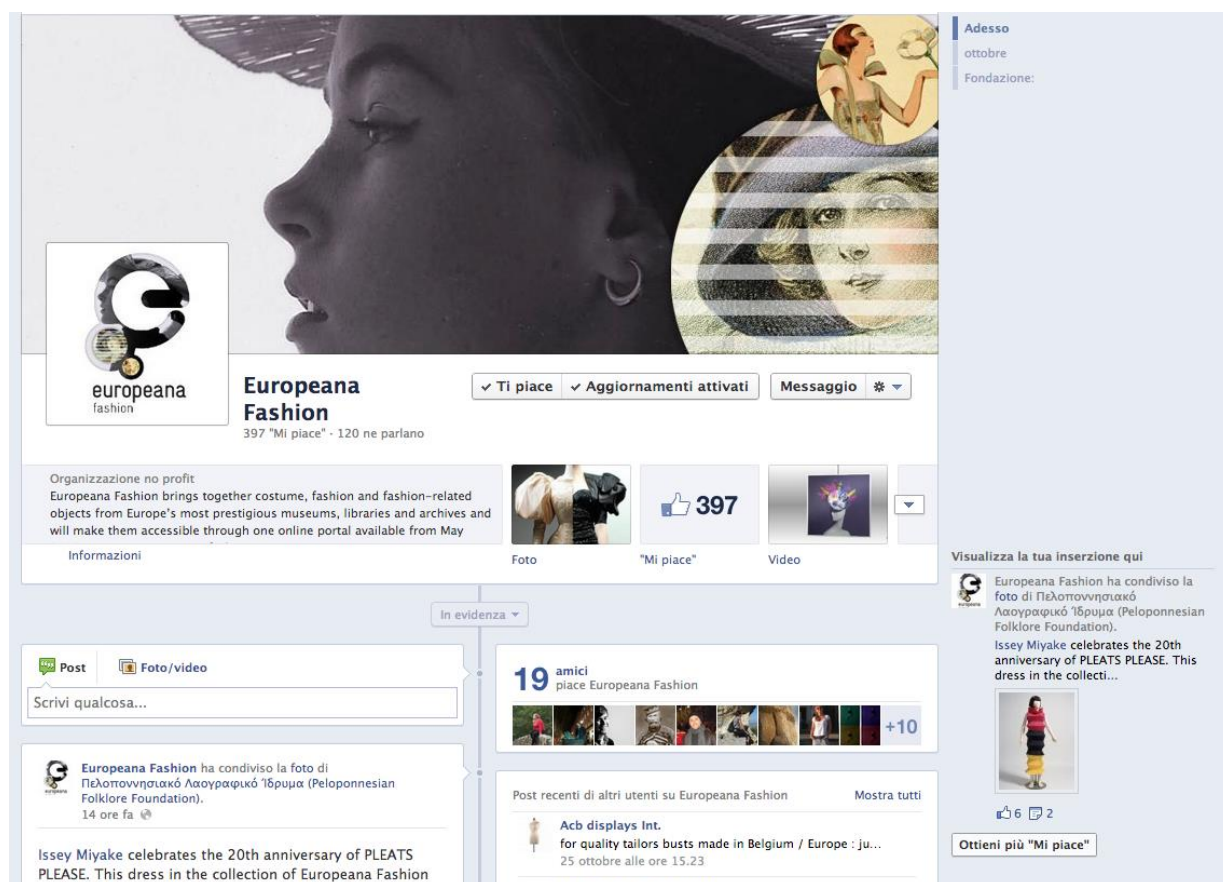 Adesso
ottobre
Fondazione:
europeana
fashion
Europeana
Fashion
397 "Mi piace" · 120 ne parlano
✓ Ti piace ✓ Aggiornamenti attivati Messaggio
Organizzazione no profit
Europeana Fashion brings together costume, fashion and fashion-related
objects from Europe's most prestigious museums, libraries and archives and
will make them accessible through one online portal available from May
Informazioni
397
Foto
"Mi piace"
Video
In evidenza
Post Foto/video
Scrivi qualcosa...
europeana
Europeana Fashion ha condiviso la foto di
Πελοποννησιακό Λαογραφικό Ίδρυμα (Peloponnesian
Folklore Foundation).
14 ore fa
Issey Miyake celebrates the 20th anniversary of PLEATS
PLEASE. This dress in the collection of Europeana Fashion
19 amici
piace Europeana Fashion
+10
Post recenti di altri utenti su Europeana Fashion Mostra tutti
Acb displays Int.
for quality tailors busts made in Belgium / Europe : ju...
25 ottobre alle ore 15.23
Visualizza la tua inserzione qui
europeana
Europeana Fashion ha condiviso la
foto di Πελοποννησιακό
Λαογραφικό Ίδρυμα (Peloponnesian
Folklore Foundation).
Issey Miyake celebrates the 20th
anniversary of PLEATS PLEASE. This
dress in the collecti...
6 2
Ottieni più "Mi piace"